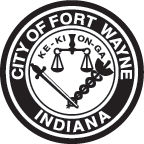 CITY OF FORT WAYNE
KE-KI ON-GA
INDIANA